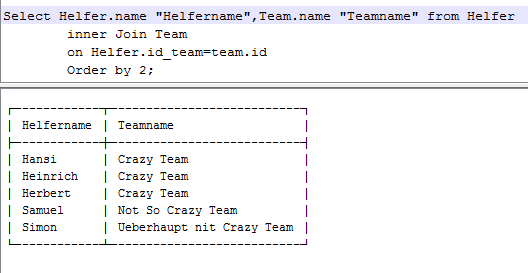 Select Helfer.name "Helfername",Team.name "Teamname" from Helfer
inner Join Team
on Helfer.id_team=team.id
Order by 2;
Helfername Teamname
Hansi Crazy Team
Heinrich Crazy Team
Herbert Crazy Team
Samuel Not So Crazy Team
Simon Ueberhaupt nit Crazy Team